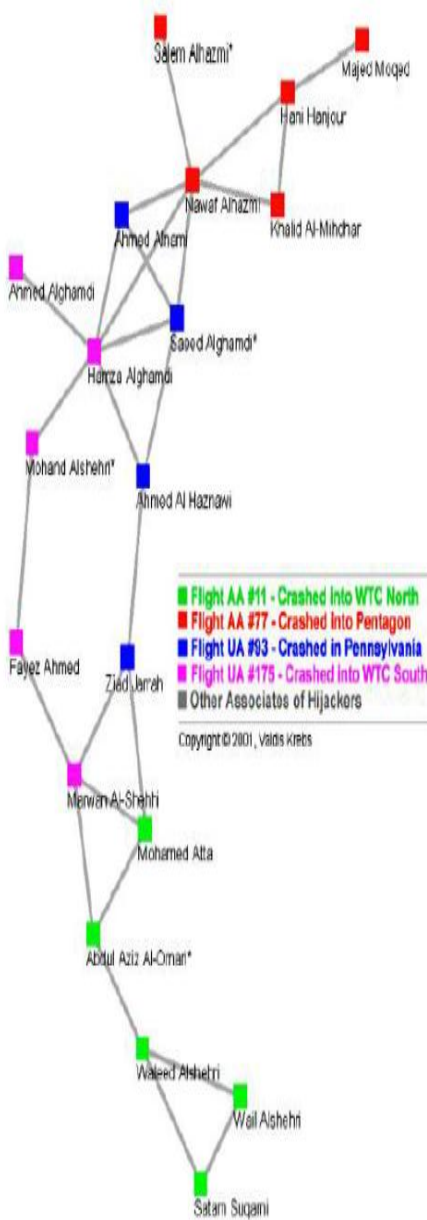 Salem Alhazmi*
Majed Moqed
Hani Hanjour
Nawaf Alhazmi
Khalid Al-Mihdhar
Ahmed Alnami
Ahmed Alghamdi
Saeed Alghamdi*
Hamza Alghamdi
Mohand Alshehri*
Ahmed Al Haznawi
Flight AA #11 - Crashed into WTC North
Flight AA #77 - Crashed into Pentagon
Flight UA #93 - Crashed in Pennsylvania
Flight UA #175 - Crashed into WTC South
Other Associates of Hijackers
Copyright © 2001, Valdis Krebs
Fayez Ahmed
Ziad Jarrah
Marwan Al-Shehhi
Mohamed Atta
Abdul Aziz Al-Omari*
Waleed Alshehri
Wail Alshehri
Satam Suqami